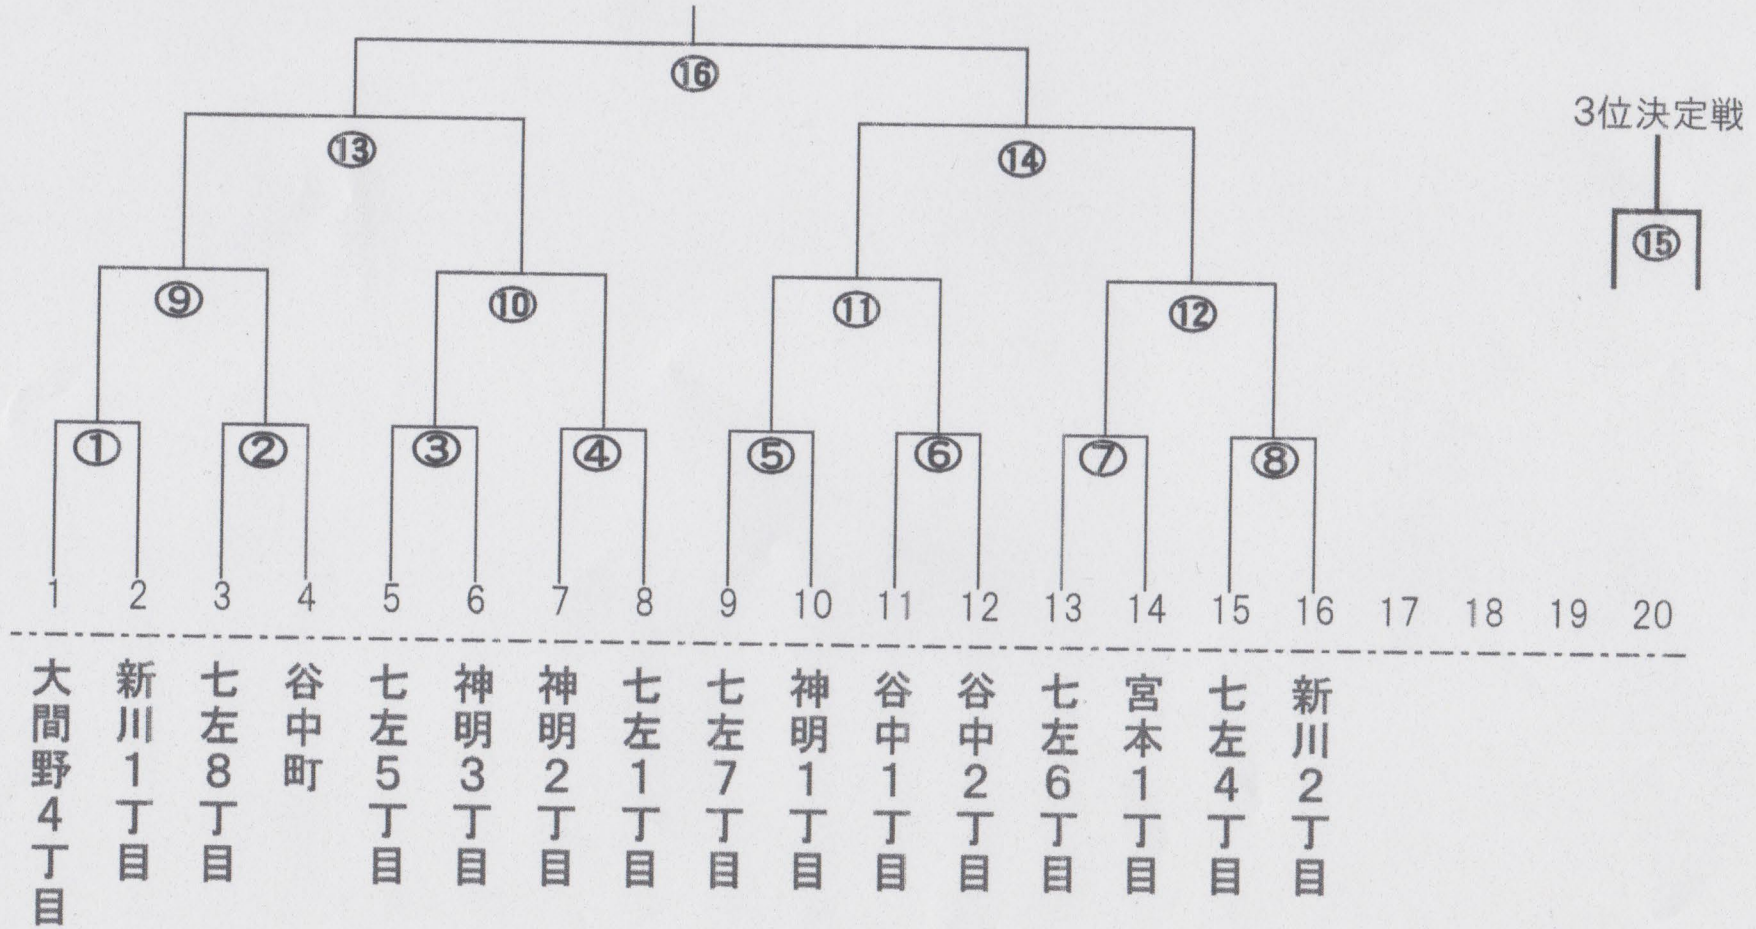 ⑯
3位決定戦
⑬
⑭
⑮
⑨
⑩
⑪
⑫
①
②
③
④
⑤
⑥
⑦
⑧
1 2 3 4 5 6 7 8 9 10 11 12 13 14 15 16 17 18 19 20
大間野4丁目
新川1丁目
七左8丁目
谷中町
七左5丁目
神明3丁目
神明2丁目
七左1丁目
七左7丁目
神明1丁目
谷中1丁目
谷中2丁目
七左6丁目
宮本1丁目
七左4丁目
新川2丁目